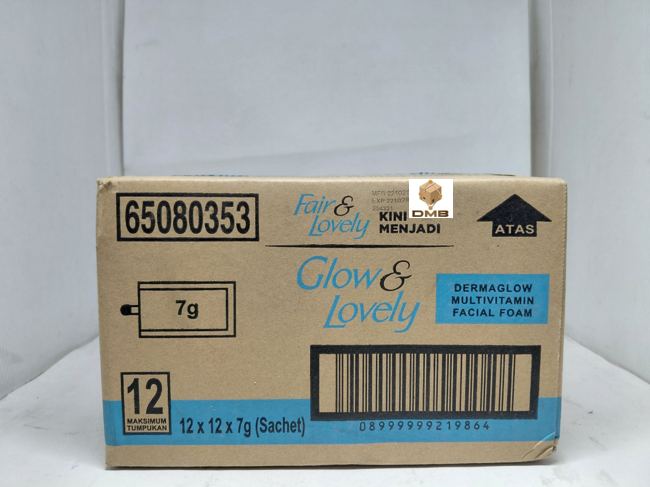 65080353
Fair &
Lovely
KINI
MENJADI
DMB
ATAS
Glow &
Lovely
DERMAGLOW
MULTIVITAMIN
FACIAL FOAM
7g
12
MAKSIMUM
TUMPUKAN
12 x 12 x 7g (Sachet)
08999999219864